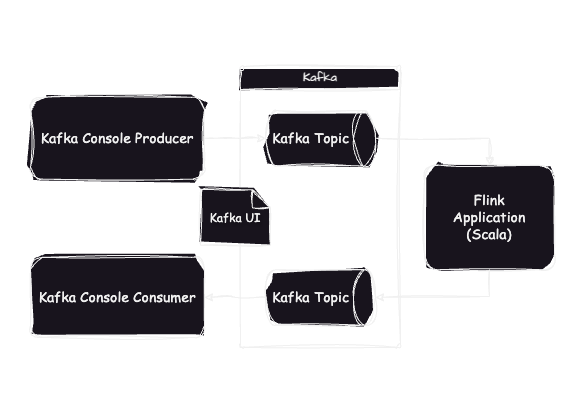 Kafka
Kafka Console Producer
Kafka Topic
Kafka UI
Flink
Application
(Scala)
Kafka Console Consumer
Kafka Topic